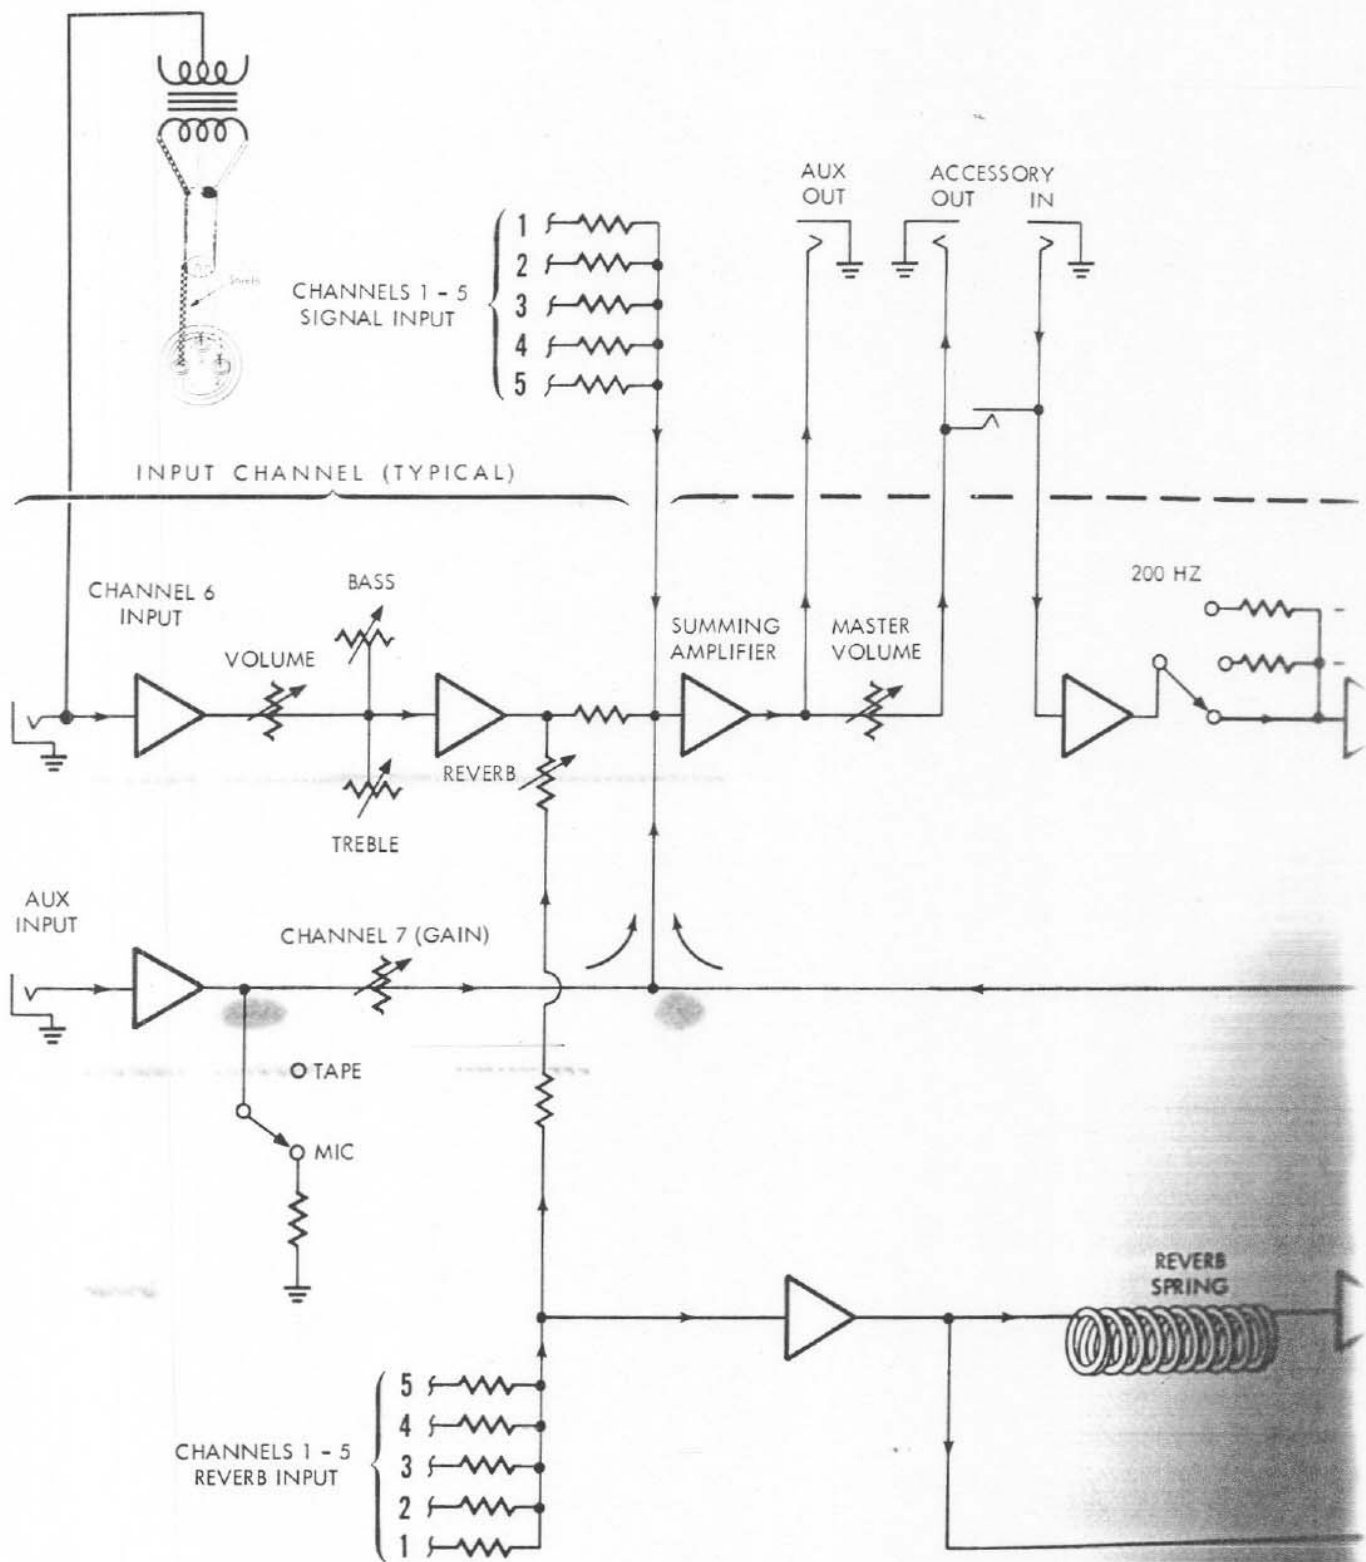 Shield
AUX
OUT
ACCESSORY
OUT IN
1
2
3
4
5
CHANNELS 1 - 5
SIGNAL INPUT
INPUT CHANNEL (TYPICAL)
CHANNEL 6
INPUT
VOLUME
BASS
TREBLE
REVERB
SUMMING
AMPLIFIER
MASTER
VOLUME
200 HZ
AUX
INPUT
CHANNEL 7 (GAIN)
TAPE
MIC
REVERB
SPRING
5
4
3
2
1
CHANNELS 1 - 5
REVERB INPUT